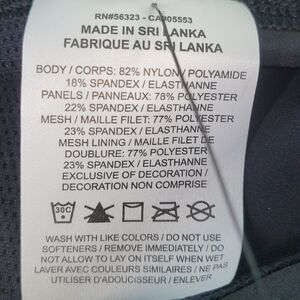 RN#56323 - CA#05553
MADE IN SRI LANKA
FABRIQUE AU SRI LANKA
BODY / CORPS: 82% NYLON / POLYAMIDE
18% SPANDEX / ELASTHANNE
PANELS / PANNEAUX: 78% POLYESTER
22% SPANDEX / ELASTHANNE
MESH / MAILLE FILET: 77% POLYESTER
23% SPANDEX / ELASTHANNE
MESH LINING / MAILLE FILET DE
DOUBLURE: 77% POLYESTER
23% SPANDEX / ELASTHANNE
EXCLUSIVE OF DECORATION /
DECORATION NON COMPRISE
30C
WASH WITH LIKE COLORS / DO NOT USE
SOFTENERS / REMOVE IMMEDIATELY / DO
NOT ALLOW TO LAY ON ITSELF WHEN WET
LAVER AVEC COULEURS SIMILAIRES / NE PAS
UTILISER D'ADOUCISSEUR / ENLEVER